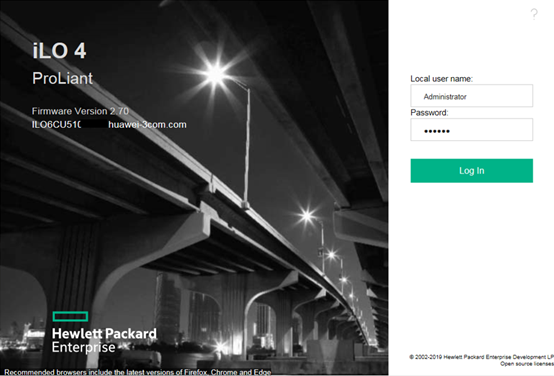 iLO 4
ProLiant
Firmware Version 2.70
ILO6CU51 huawei-3com.com
Hewlett Packard
Enterprise
Recommended browsers include the latest versions of Firefox, Chrome and Edge
?
Local user name:
Administrator
Password:
••••••
Log In
© 2002-2019 Hewlett Packard Enterprise Development LP
Open source licenses